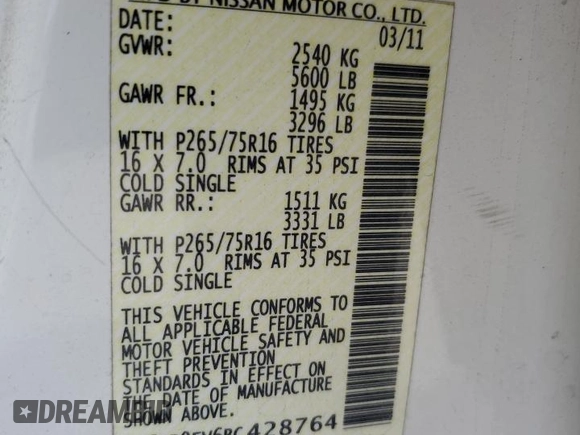 BY NISSAN MOTOR CO., LTD.
DATE: 03/11
GVWR: 2540 KG
5600 LB
GAWR FR.: 1495 KG
3296 LB
WITH P265/75R16 TIRES
16 X 7.0 RIMS AT 35 PSI
COLD SINGLE
GAWR RR.: 1511 KG
3331 LB
WITH P265/75R16 TIRES
16 X 7.0 RIMS AT 35 PSI
COLD SINGLE
THIS VEHICLE CONFORMS TO
ALL APPLICABLE FEDERAL
MOTOR VEHICLE SAFETY AND
THEFT PREVENTION
STANDARDS IN EFFECT ON
THE DATE OF MANUFACTURE
SHOWN ABOVE.
428764